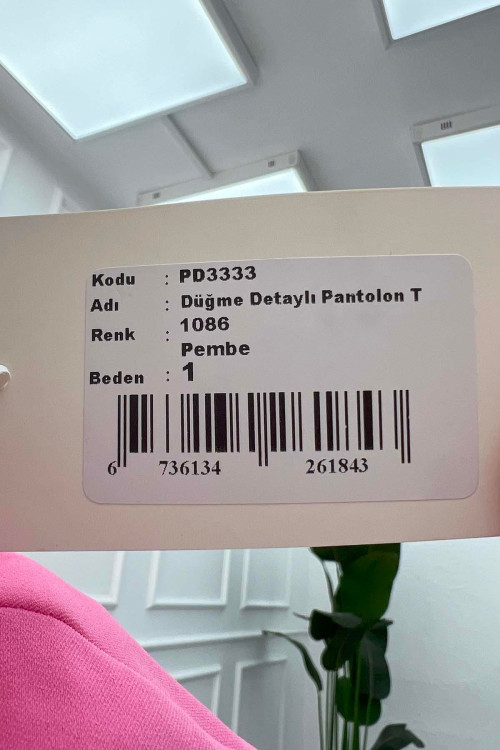 Kodu : PD3333
Adı : Düğme Detaylı Pantolon T
Renk : 1086
Pembe
Beden : 1
6 736134 261843